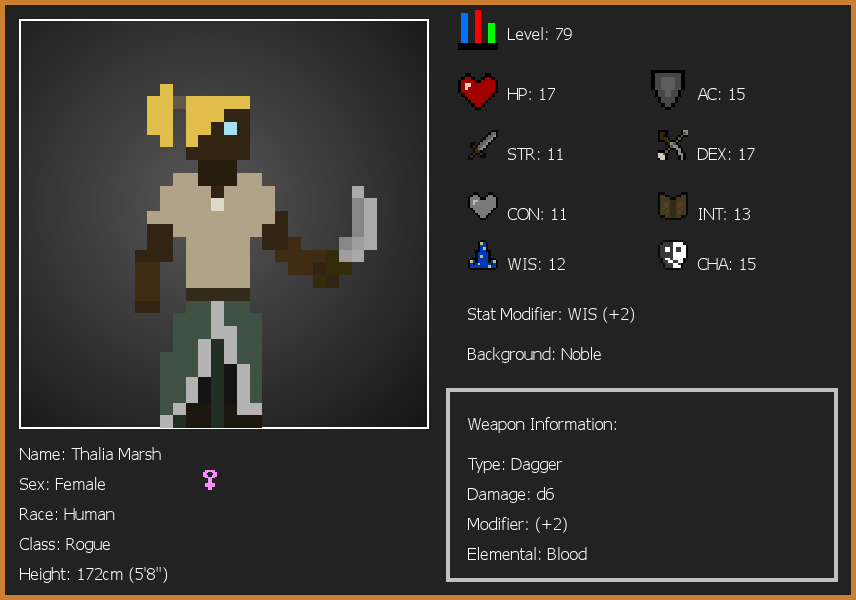 Level: 79
HP: 17
AC: 15
STR: 11
DEX: 17
CON: 11
INT: 13
WIS: 12
CHA: 15
Stat Modifier: WIS (+2)
Background: Noble
Weapon Information:
Type: Dagger
Damage: d6
Modifier: (+2)
Elemental: Blood
Name: Thalia Marsh
Sex: Female
Race: Human
Class: Rogue
Height: 172cm (5'8")